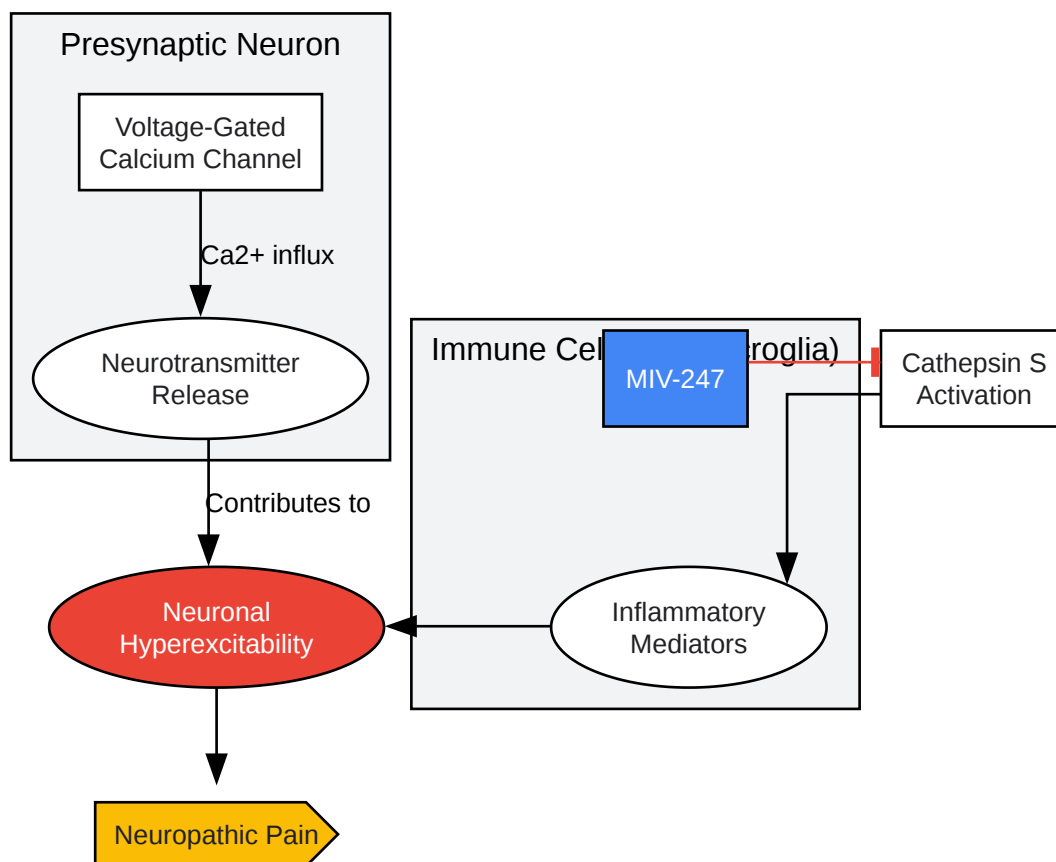 Presynaptic Neuron
Voltage-Gated
Calcium Channel
Ca2+ influx
Neurotransmitter
Release
Contributes to
Neuronal
Hyperexcitability
Neuropathic Pain
Immune Cel croglia)
MIV-247
Cathepsin S
Activation
Inflammatory
Mediators